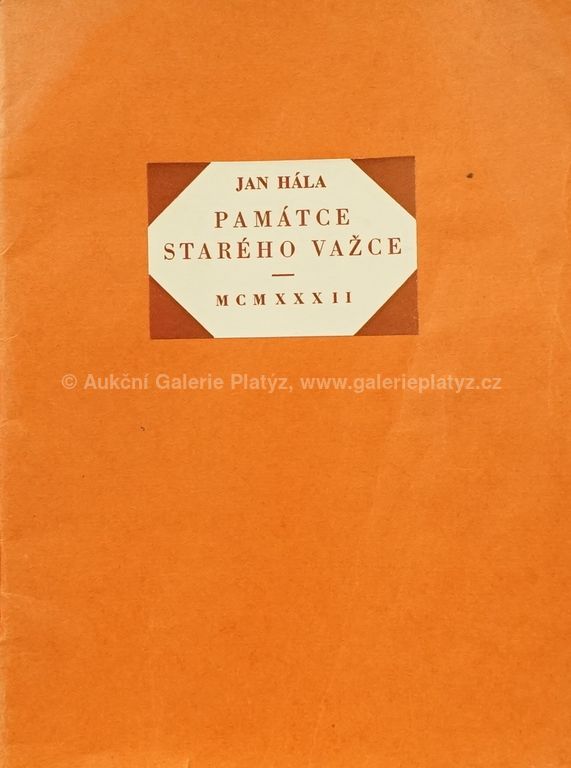 JAN HÁLA
PAMÁTCE
STARÉHO VAŽCE
MCMXXXII
© Aukční Galerie Platýz, www.galerieplatyz.cz